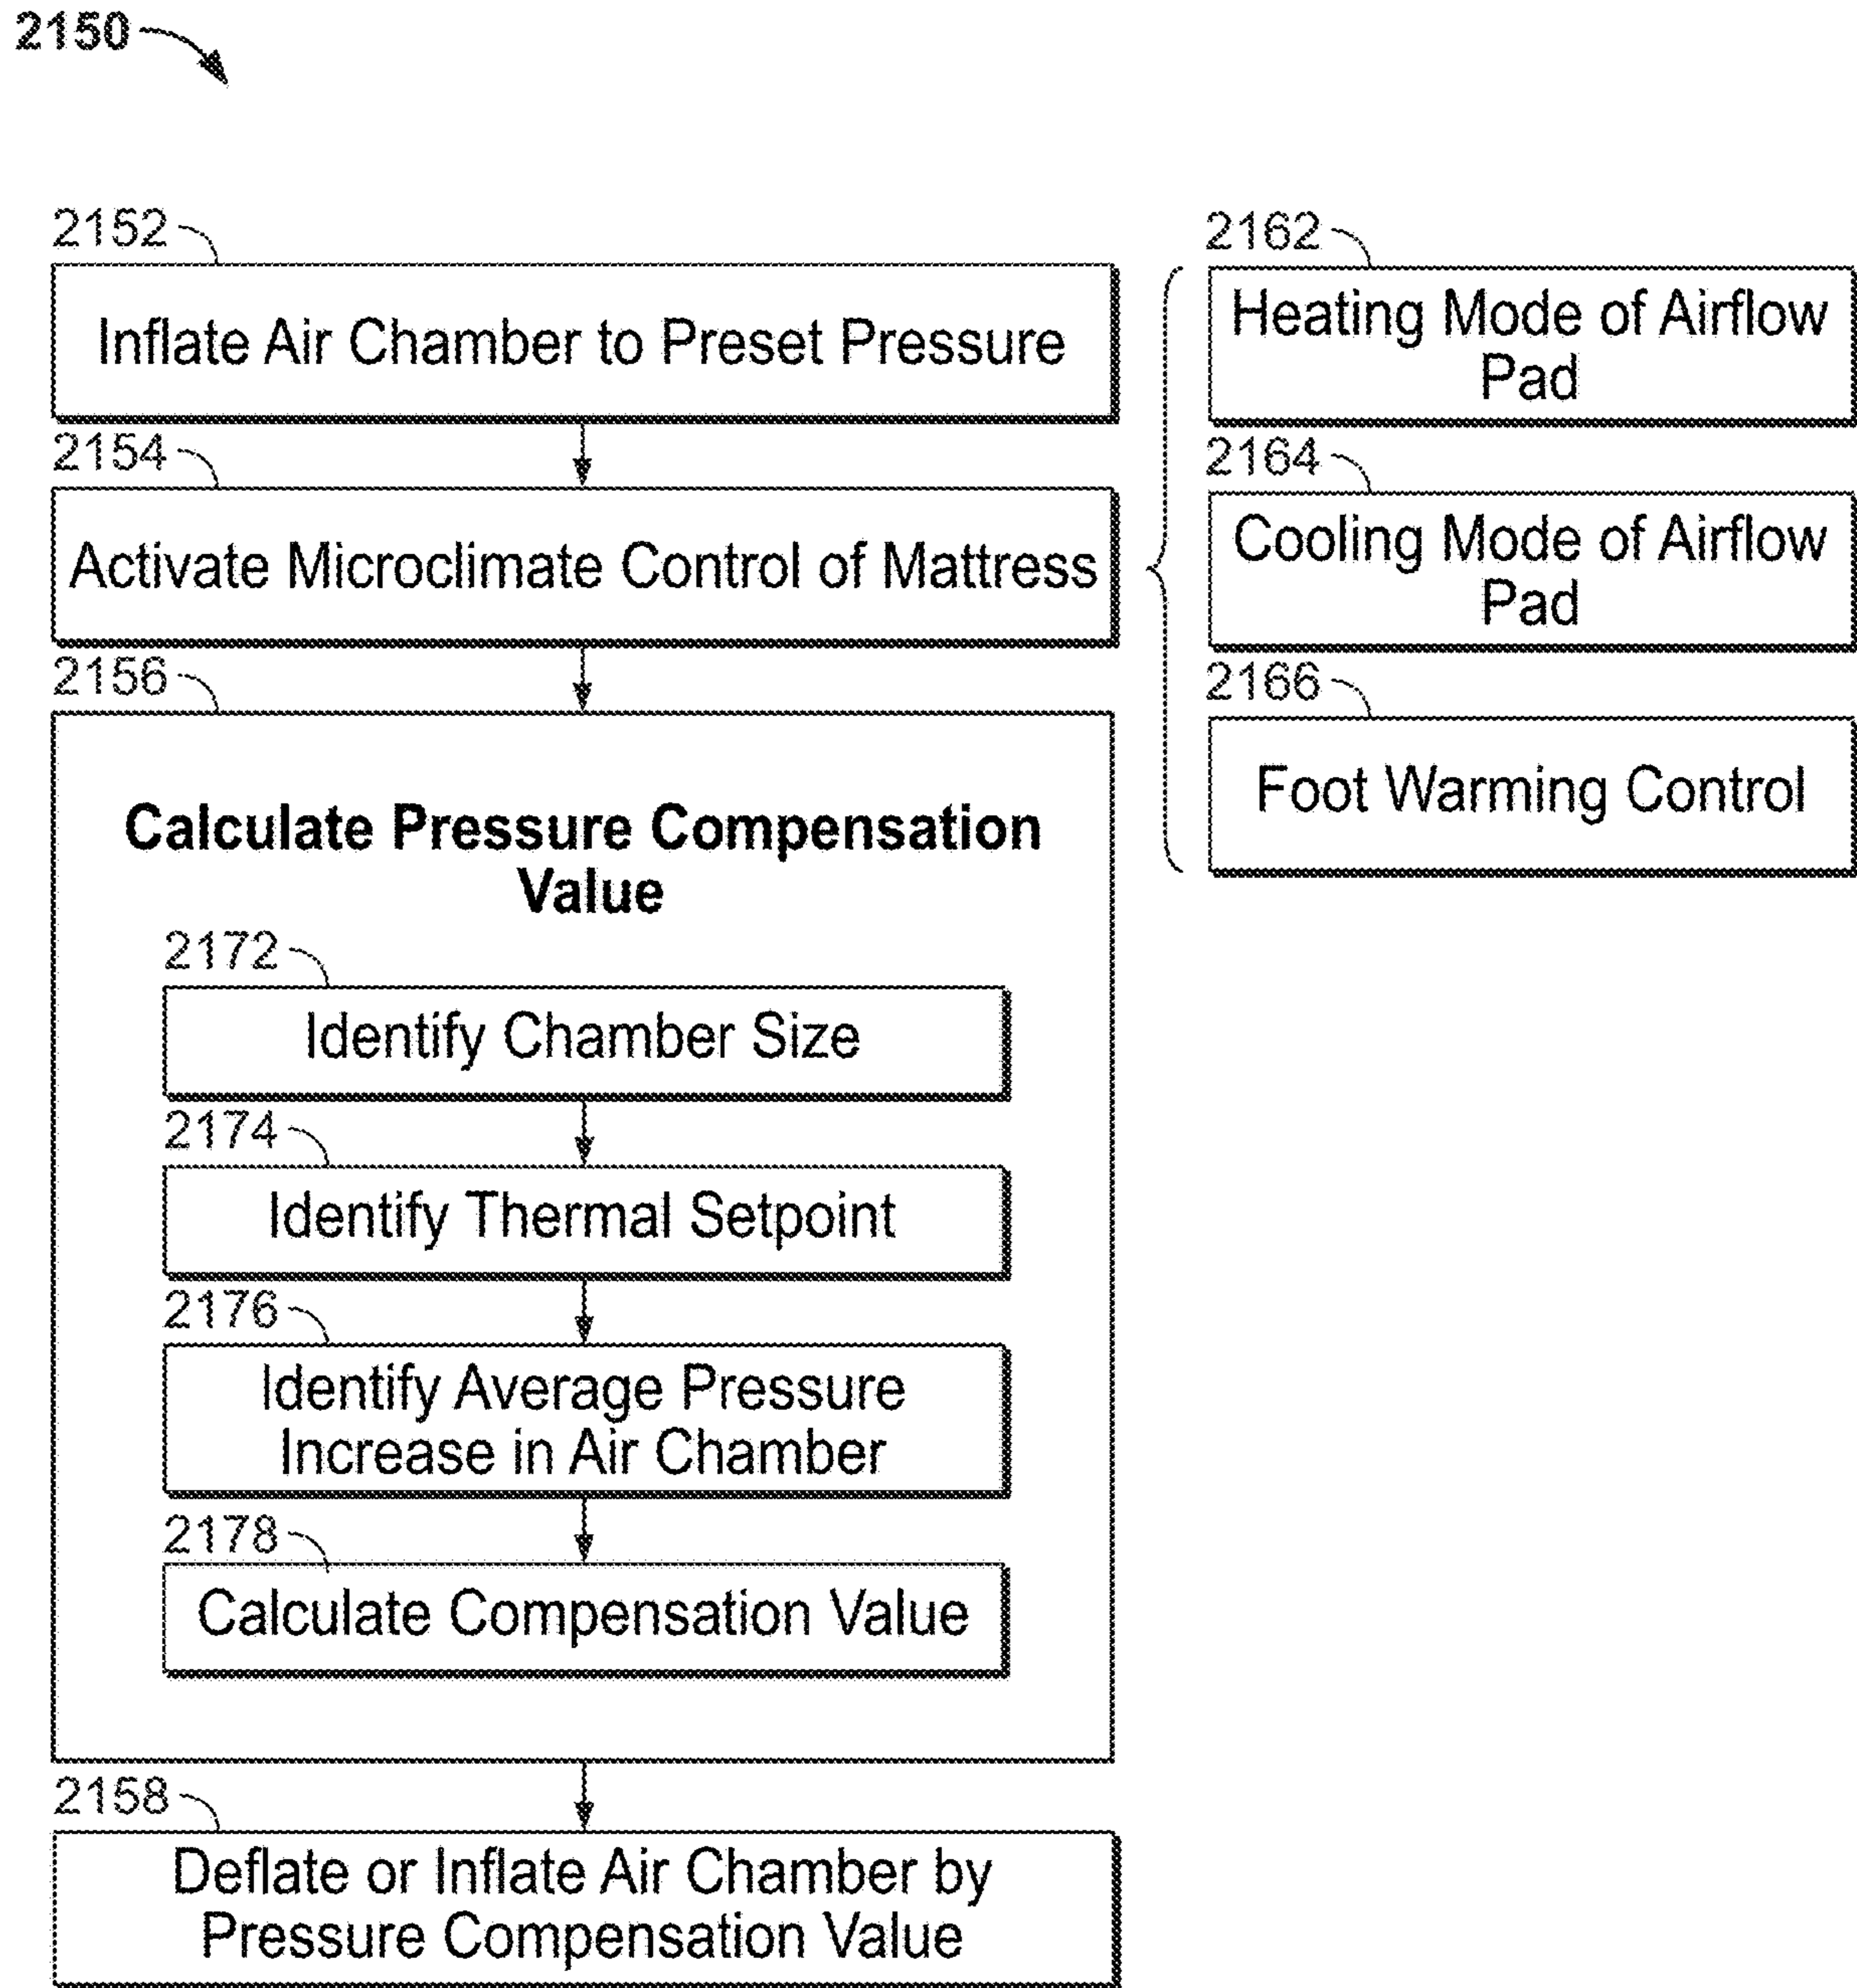 2150
2152
Inflate Air Chamber to Preset Pressure
2154
Activate Microclimate Control of Mattress
2162
Heating Mode of Airflow
Pad
2164
Cooling Mode of Airflow
Pad
2166
Foot Warming Control
2156
Calculate Pressure Compensation
Value
2172
Identify Chamber Size
2174
Identify Thermal Setpoint
2176
Identify Average Pressure
Increase in Air Chamber
2178
Calculate Compensation Value
2158
Deflate or Inflate Air Chamber by
Pressure Compensation Value